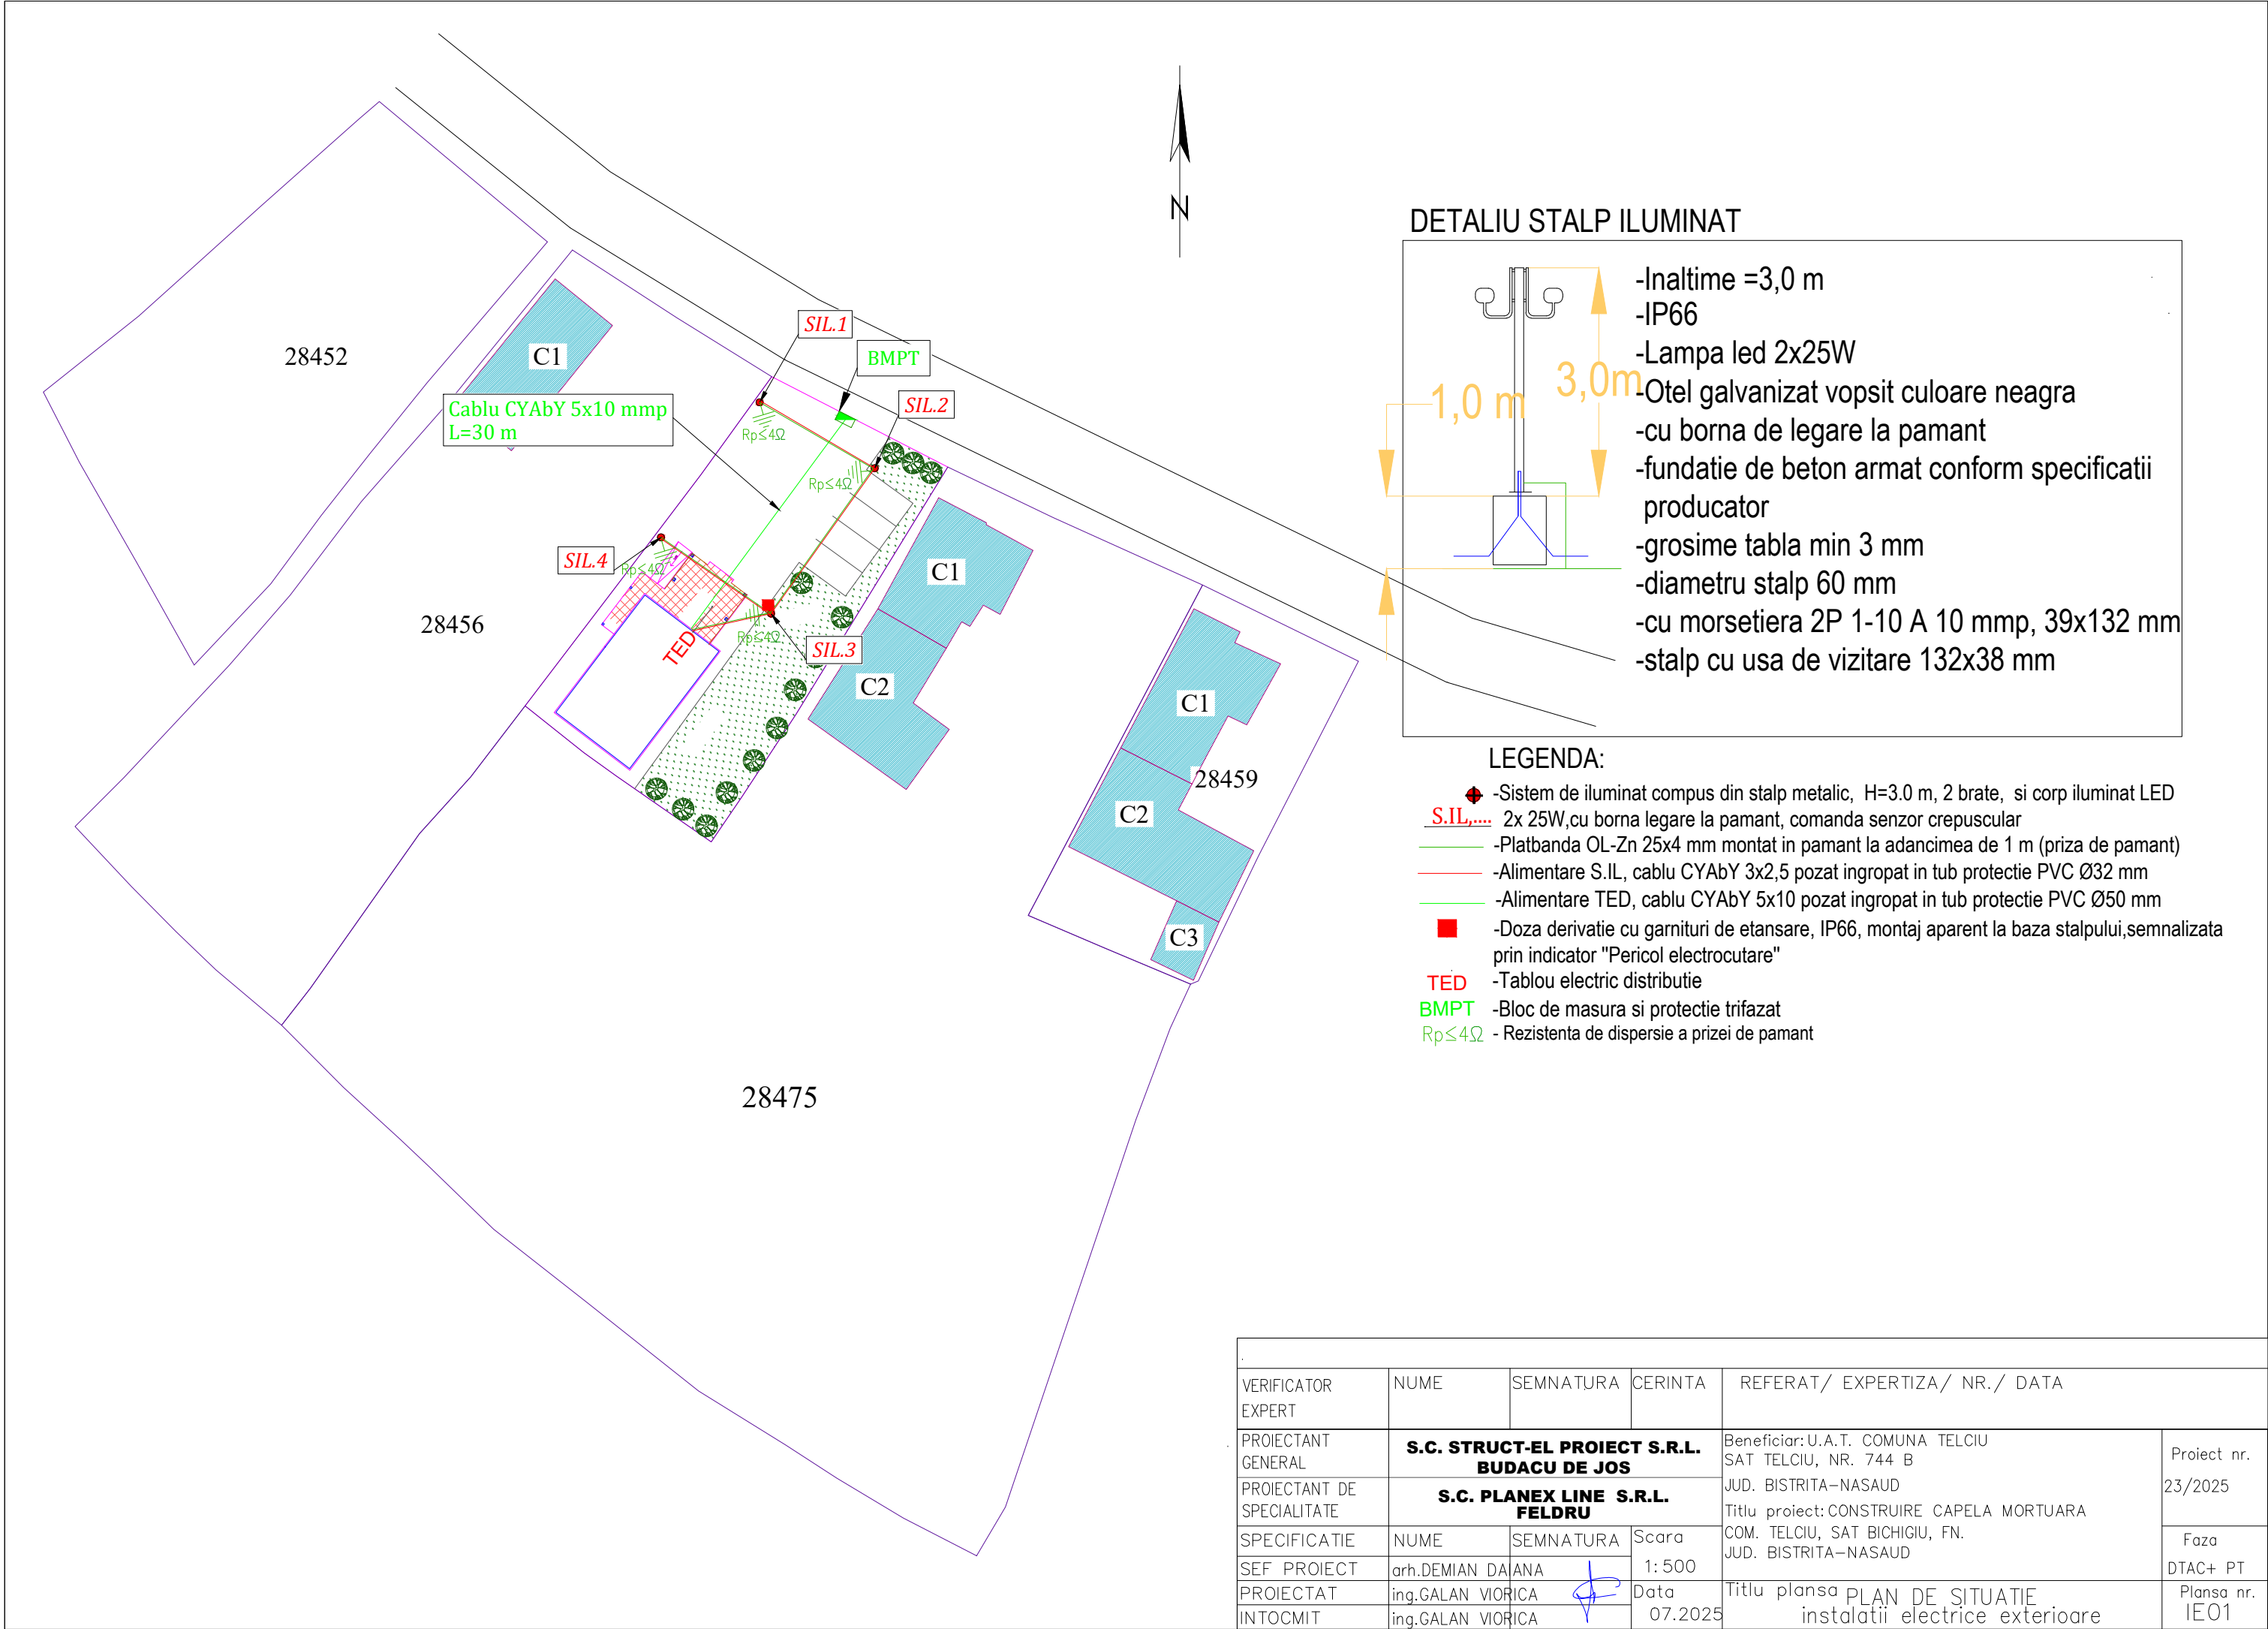 N
28452
C1
SIL.1
BMPT
SIL.2
Cablu CYAbY 5x10 mmp
L=30 m
Rp≤4Ω
Rp≤4Ω
SIL.4
Rp≤4Ω
28456
Rp≤4Ω
TED
SIL.3
C1
C2
C1
28459
C2
C3
28475
DETALIU STALP ILUMINAT
1,0 m
3,0m
-Inaltime =3,0 m
-IP66
-Lampa led 2x25W
-Otel galvanizat vopsit culoare neagra
-cu borna de legare la pamant
-fundatie de beton armat conform specificatii
producator
-grosime tabla min 3 mm
-diametru stalp 60 mm
-cu morsetiera 2P 1-10 A 10 mmp, 39x132 mm
-stalp cu usa de vizitare 132x38 mm
LEGENDA:
-Sistem de iluminat compus din stalp metalic, H=3.0 m, 2 brate, si corp iluminat LED
S.IL,.... 2x 25W,cu borna legare la pamant, comanda senzor crepuscular
-Platbanda OL-Zn 25x4 mm montat in pamant la adancimea de 1 m (priza de pamant)
-Alimentare S.IL, cablu CYAbY 3x2,5 pozat ingropat in tub protectie PVC Ø32 mm
-Alimentare TED, cablu CYAbY 5x10 pozat ingropat in tub protectie PVC Ø50 mm
-Doza derivatie cu garnituri de etansare, IP66, montaj aparent la baza stalpului,semnalizata
prin indicator "Pericol electrocutare"
TED -Tablou electric distributie
BMPT -Bloc de masura si protectie trifazat
Rp≤4Ω - Rezistenta de dispersie a prizei de pamant
VERIFICATOR
EXPERT
NUME
SEMNATURA
CERINTA
REFERAT/ EXPERTIZA/ NR./ DATA
PROIECTANT
GENERAL
S.C. STRUCT-EL PROIECT S.R.L.
BUDACU DE JOS
PROIECTANT DE
SPECIALITATE
S.C. PLANEX LINE S.R.L.
FELDRU
Beneficiar: U.A.T. COMUNA TELCIU
SAT TELCIU, NR. 744 B
JUD. BISTRITA-NASAUD
Titlu proiect: CONSTRUIRE CAPELA MORTUARA
COM. TELCIU, SAT BICHIGIU, FN.
JUD. BISTRITA-NASAUD
Proiect nr.
23/2025
SPECIFICATIE
NUME
SEMNATURA
Scara
1:500
SEF PROIECT
arh.DEMIAN DAIANA
Faza
DTAC+ PT
PROIECTAT
ing.GALAN VIORICA
INTOCMIT
ing.GALAN VIORICA
Data
07.2025
Titlu plansa PLAN DE SITUATIE
instalatii electrice exterioare
Plansa nr.
IE01